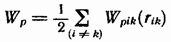 W_p = \frac{1}{2} \sum_{(i \neq k)} W_{pik}(r_{ik})